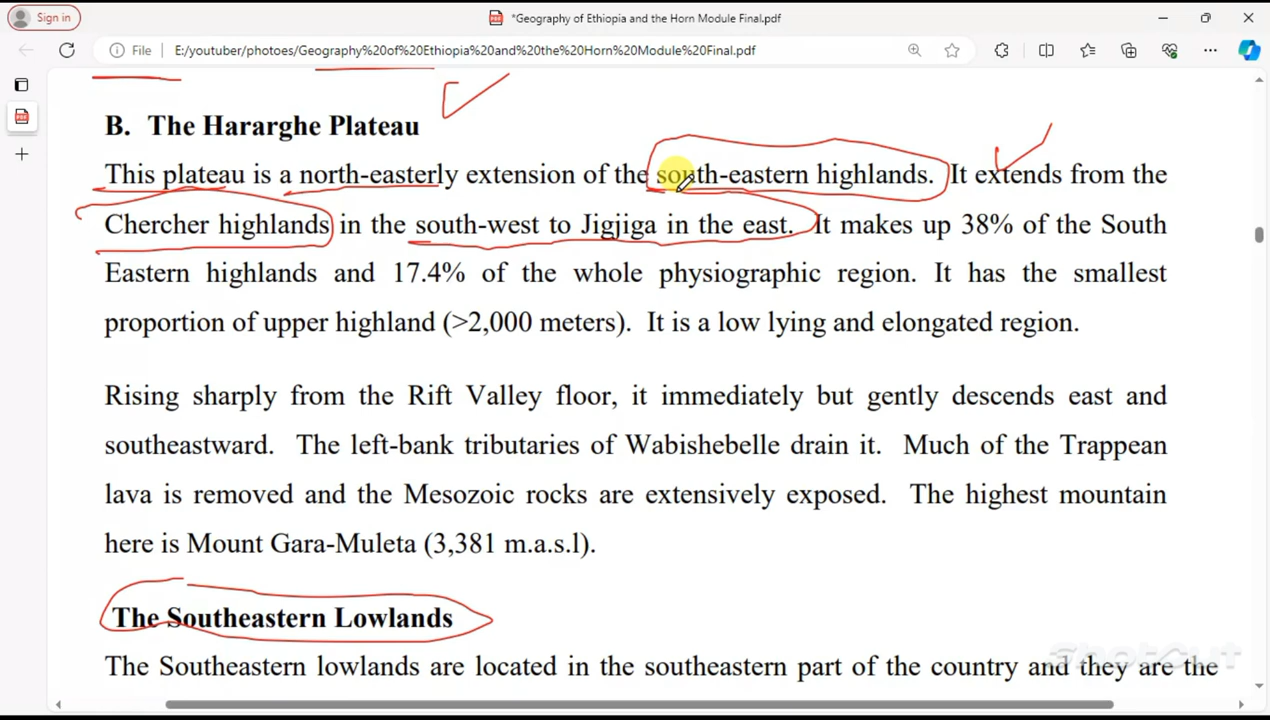 Sign in
*Geography of Ethiopia and the Horn Module Final.pdf
File
E:/youtuber/photoes/Geography%20of%20Ethiopia%20and%20the%20Horn%20Module%20Final.pdf
B. The Hararghe Plateau
This plateau is a north-easterly extension of the south-eastern highlands. It extends from the
Chercher highlands in the south-west to Jigjiga in the east. It makes up 38% of the South
Eastern highlands and 17.4% of the whole physiographic region. It has the smallest
proportion of upper highland (>2,000 meters). It is a low lying and elongated region.
Rising sharply from the Rift Valley floor, it immediately but gently descends east and
southeastward. The left-bank tributaries of Wabishebelle drain it. Much of the Trappean
lava is removed and the Mesozoic rocks are extensively exposed. The highest mountain
here is Mount Gara-Muleta (3,381 m.a.s.l).
The Southeastern Lowlands
The Southeastern lowlands are located in the southeastern part of the country and they are the
Shotcut